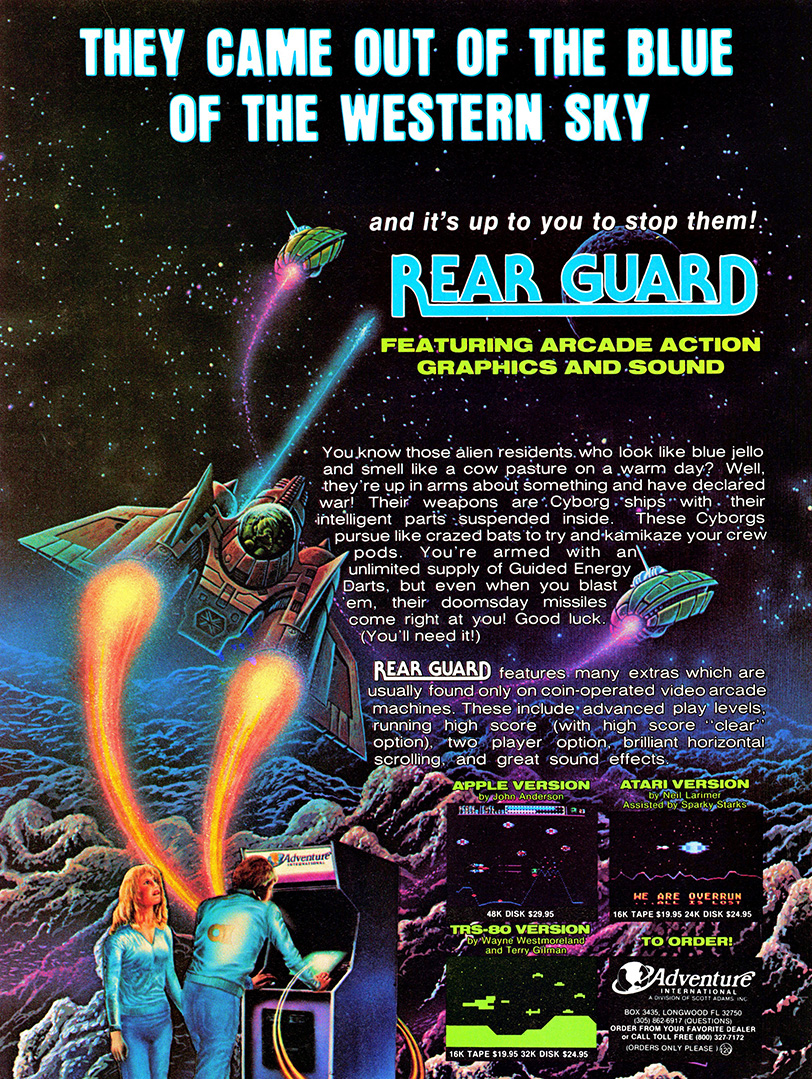 THEY CAME OUT OF THE BLUE
OF THE WESTERN SKY
and it's up to you to stop them!
REAR GUARD
FEATURING ARCADE ACTION
GRAPHICS AND SOUND
You know those alien residents who look like blue jello
and smell like a cow pasture on a warm day? Well,
they're up in arms about something and have declared
war! Their weapons are Cyborg ships with their
intelligent parts suspended inside. These Cyborgs
pursue like crazed bats to try and kamikaze your crew
pods. You're armed with an
unlimited supply of Guided Energy
Darts, but even when you blast
'em, their doomsday missiles
come right at you! Good luck.
(You'll need it!)
REAR GUARD features many extras which are
usually found only on coin-operated video arcade
machines. These include advanced play levels,
running high score (with high score "clear"
option), two player option, brilliant horizontal
scrolling, and great sound effects.
APPLE VERSION
by John Anderson
48K DISK $29.95
ATARI VERSION
by Neil Larimer
Assisted by Sparky Starks
WE ARE OVERRUN
...ALL IS LOST
16K TAPE $19.95 24K DISK $24.95
TRS-80 VERSION
by Wayne Westmoreland
and Terry Gilman
16K TAPE $19.95 32K DISK $24.95
TO ORDER!
Adventure
INTERNATIONAL
A DIVISION OF SCOTT ADAMS, INC.
BOX 3435, LONGWOOD FL 32750
(305) 862-6917 (QUESTIONS)
ORDER FROM YOUR FAVORITE DEALER
or CALL TOLL FREE (800) 327-7172
(ORDERS ONLY PLEASE)
Adventure
INTERNATIONAL